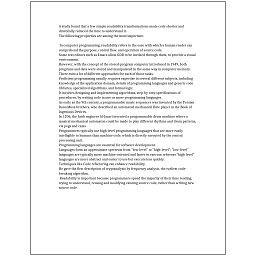 A study found that a few simple readability transformations made code shorter and
drastically reduced the time to understand it.
The following properties are among the most important:

In computer programming, readability refers to the ease with which a human reader can
comprehend the purpose, control flow, and operation of source code.
Some text editors such as Emacs allow GDB to be invoked through them, to provide a visual
environment.
However, with the concept of the stored-program computer introduced in 1949, both
programs and data were stored and manipulated in the same way in computer memory.
There exist a lot of different approaches for each of those tasks.
Proficient programming usually requires expertise in several different subjects, including
knowledge of the application domain, details of programming languages and generic code
libraries, specialized algorithms, and formal logic.
It involves designing and implementing algorithms, step-by-step specifications of
procedures, by writing code in one or more programming languages.
As early as the 9th century, a programmable music sequencer was invented by the Persian
Banu Musa brothers, who described an automated mechanical flute player in the Book of
Ingenious Devices.
In 1206, the Arab engineer Al-Jazari invented a programmable drum machine where a
musical mechanical automaton could be made to play different rhythms and drum patterns,
via pegs and cams.
Programmers typically use high-level programming languages that are more easily
intelligible to humans than machine code, which is directly executed by the central
processing unit.
Programming languages are essential for software development.
Languages form an approximate spectrum from "low-level" to "high-level"; "low-level"
languages are typically more machine-oriented and faster to execute, whereas "high-level"
languages are more abstract and easier to use but execute less quickly.
Techniques like Code refactoring can enhance readability.
He gave the first description of cryptanalysis by frequency analysis, the earliest code-
breaking algorithm.
Readability is important because programmers spend the majority of their time reading,
trying to understand, reusing and modifying existing source code, rather than writing new
source code.